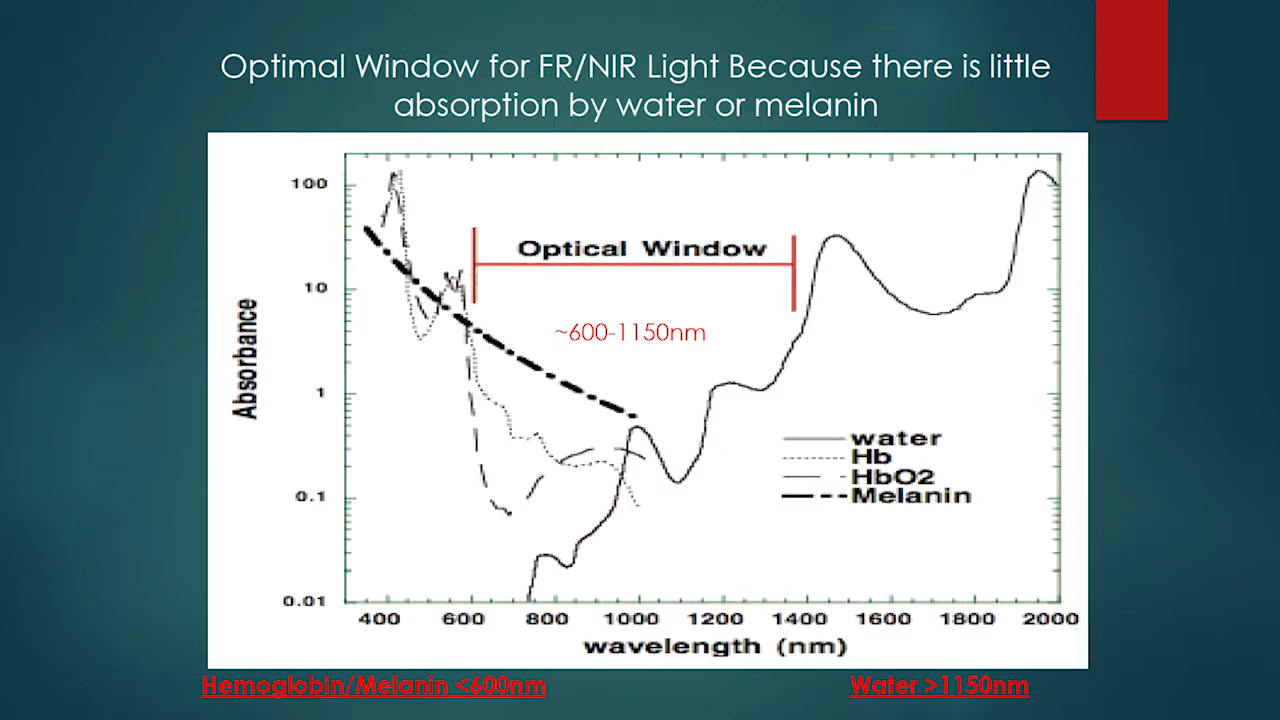 Optimal Window for FR/NIR Light Because there is little
absorption by water or melanin
100
10
1
0.1
0.01
Absorbance
Optical Window
~600-1150nm
water
Hb
HbO2
Melanin
400 600 800 1000 1200 1400 1600 1800 2000
wavelength (nm)
Hemoglobin/Melanin <600nm
Water >1150nm